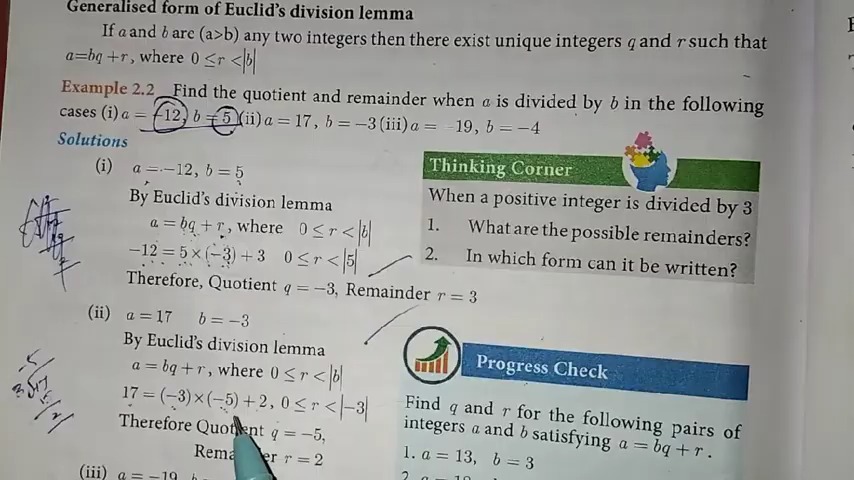 Generalised form of Euclid's division lemma
If a and b are (a>b) any two integers then there exist unique integers q and r such that
a=bq+r, where 0 ≤ r < |b|
Example 2.2 Find the quotient and remainder when a is divided by b in the following
cases (i) a = -12, b = 5 (ii) a = 17, b = -3 (iii) a = -19, b = -4
Solutions
(i) a = -12, b = 5
By Euclid's division lemma
a = bq + r, where 0 ≤ r < |b|
-12 = 5 × (-3) + 3 0 ≤ r < |5|
Therefore, Quotient q = -3, Remainder r = 3
(ii) a = 17 b = -3
By Euclid's division lemma
a = bq + r, where 0 ≤ r < |b|
17 = (-3) × (-5) + 2, 0 ≤ r < |-3|
Therefore Quotient q = -5,
r = 2
(iii) a = -19
Thinking Corner
When a positive integer is divided by 3
1. What are the possible remainders?
2. In which form can it be written?
Progress Check
Find q and r for the following pairs of
integers a and b satisfying a = bq + r.
1. a = 13, b = 3